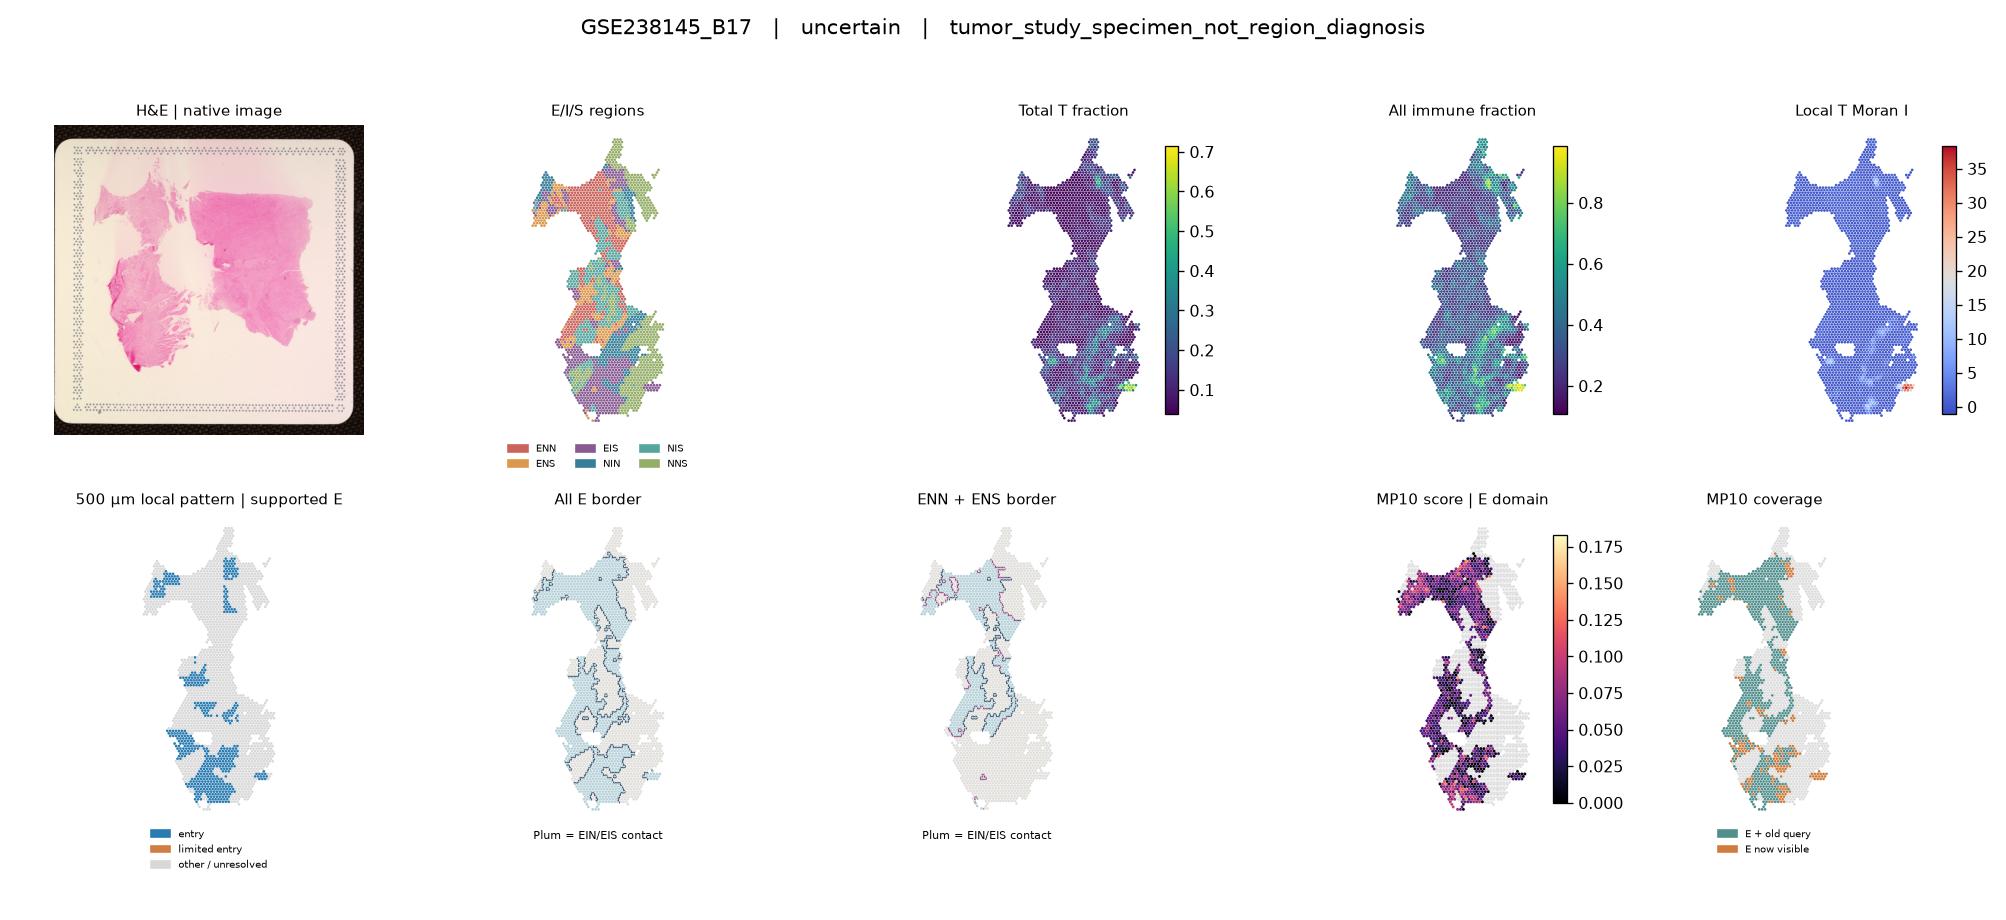 GSE238145_B17 | uncertain | tumor_study_specimen_not_region_diagnosis
H&E | native image
E/I/S regions
Total T fraction
All immune fraction
Local T Moran I
0.7
0.6
0.5
0.4
0.3
0.2
0.1
0.8
0.6
0.4
0.2
35
30
25
20
15
10
5
0
ENN
EIS
NIS
ENS
NIN
NNS
500 µm local pattern | supported E
All E border
ENN + ENS border
MP10 score | E domain
MP10 coverage
0.175
0.150
0.125
0.100
0.075
0.050
0.025
0.000
entry
limited entry
other / unresolved
Plum = EIN/EIS contact
Plum = EIN/EIS contact
E + old query
E now visible